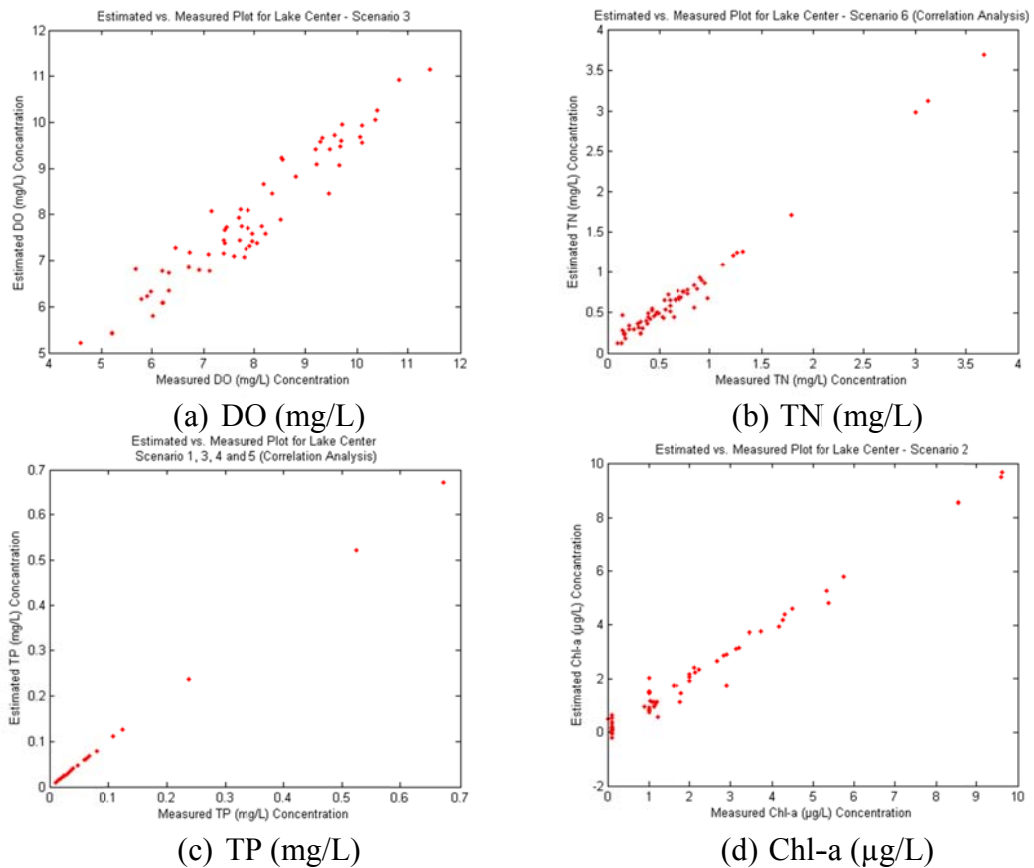 Estimated vs. Measured Plot for Lake Center - Scenario 3
12
11
10
9
8
7
6
5
4 5 6 7 8 9 10 11 12
Estimated DO (mg/L) Concentration
Measured DO (mg/L) Concentration
(a) DO (mg/L)
Estimated vs. Measured Plot for Lake Center - Scenario 6 (Correlation Analysis)
4
3.5
3
2.5
2
1.5
1
0.5
0
0 0.5 1 1.5 2 2.5 3 3.5 4
Estimated TN (mg/L) Concentration
Measured TN (mg/L) Concentration
(b) TN (mg/L)
Estimated vs. Measured Plot for Lake Center
Scenario 1, 3, 4 and 5 (Correlation Analysis)
0.7
0.6
0.5
0.4
0.3
0.2
0.1
0
0 0.1 0.2 0.3 0.4 0.5 0.6 0.7
Estimated TP (mg/L) Concentration
Measured TP (mg/L) Concentration
(c) TP (mg/L)
Estimated vs. Measured Plot for Lake Center - Scenario 2
10
8
6
4
2
0
-2
0 1 2 3 4 5 6 7 8 9 10
Estimated Chl-a (µg/L) Concentration
Measured Chl-a (µg/L) Concentration
(d) Chl-a (µg/L)